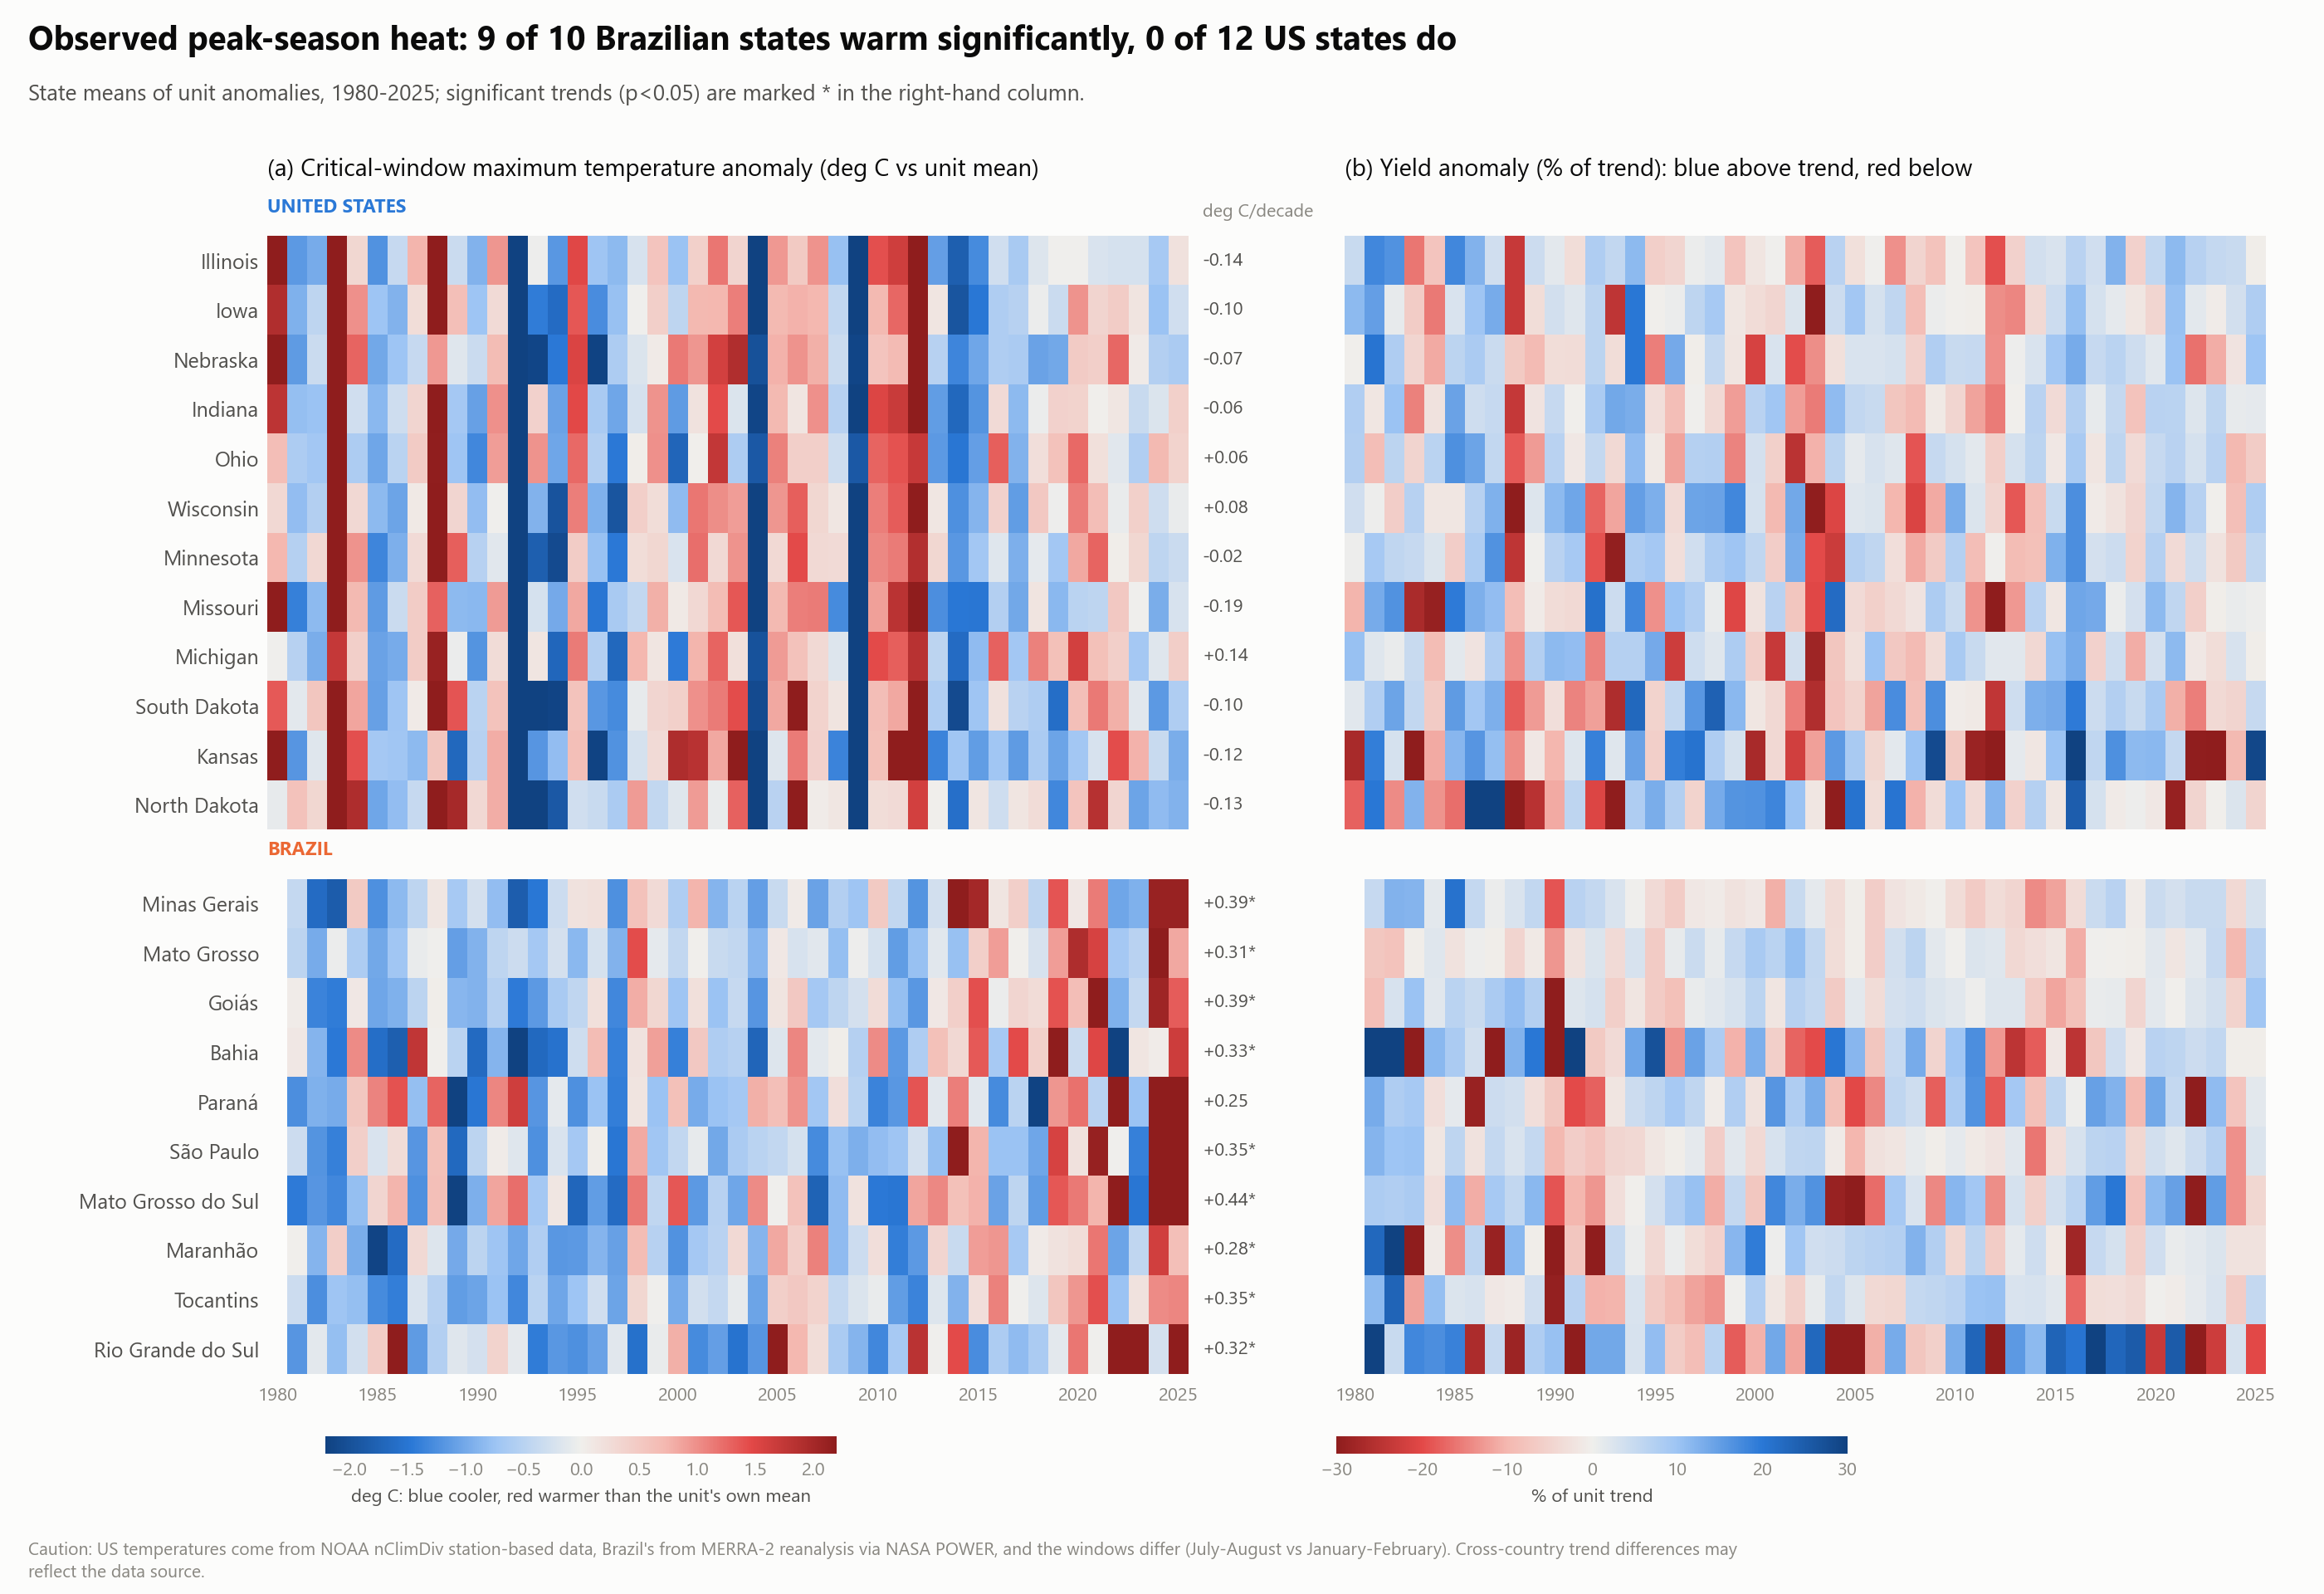 Observed peak-season heat: 9 of 10 Brazilian states warm significantly, 0 of 12 US states do
State means of unit anomalies, 1980-2025; significant trends (p<0.05) are marked * in the right-hand column.
(a) Critical-window maximum temperature anomaly (deg C vs unit mean)
UNITED STATES
deg C/decade
Illinois -0.14
Iowa -0.10
Nebraska -0.07
Indiana -0.06
Ohio +0.06
Wisconsin +0.08
Minnesota -0.02
Missouri -0.19
Michigan +0.14
South Dakota -0.10
Kansas -0.12
North Dakota -0.13
BRAZIL
Minas Gerais +0.39*
Mato Grosso +0.31*
Goiás +0.39*
Bahia +0.33*
Paraná +0.25
São Paulo +0.35*
Mato Grosso do Sul +0.44*
Maranhão +0.28*
Tocantins +0.35*
Rio Grande do Sul +0.32*
1980 1985 1990 1995 2000 2005 2010 2015 2020 2025
−2.0 −1.5 −1.0 −0.5 0.0 0.5 1.0 1.5 2.0
deg C: blue cooler, red warmer than the unit's own mean
(b) Yield anomaly (% of trend): blue above trend, red below
1980 1985 1990 1995 2000 2005 2010 2015 2020 2025
−30 −20 −10 0 10 20 30
% of unit trend
Caution: US temperatures come from NOAA nClimDiv station-based data, Brazil's from MERRA-2 reanalysis via NASA POWER, and the windows differ (July-August vs January-February). Cross-country trend differences may
reflect the data source.